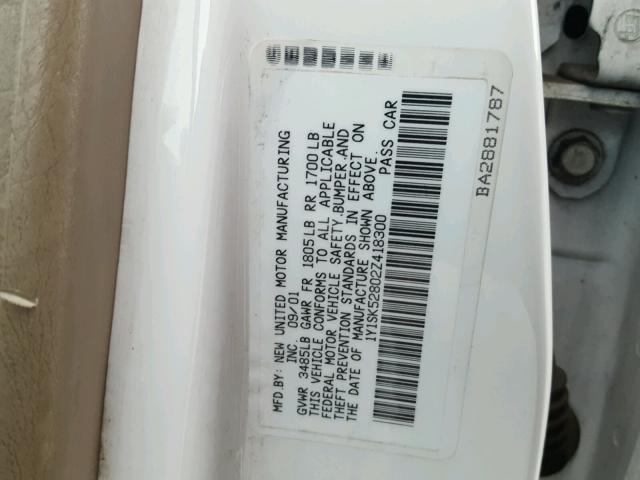 MFD.BY: NEW UNITED MOTOR MANUFACTURING
INC. 09/01
GVWR 3485LB GAWR FR 1805LB RR 1700LB
THIS VEHICLE CONFORMS TO ALL APPLICABLE
FEDERAL MOTOR VEHICLE SAFETY,BUMPER,AND
THEFT PREVENTION STANDARDS IN EFFECT ON
THE DATE OF MANUFACTURE SHOWN ABOVE.
1Y1SK52802Z418300 PASS CAR
BA2881787